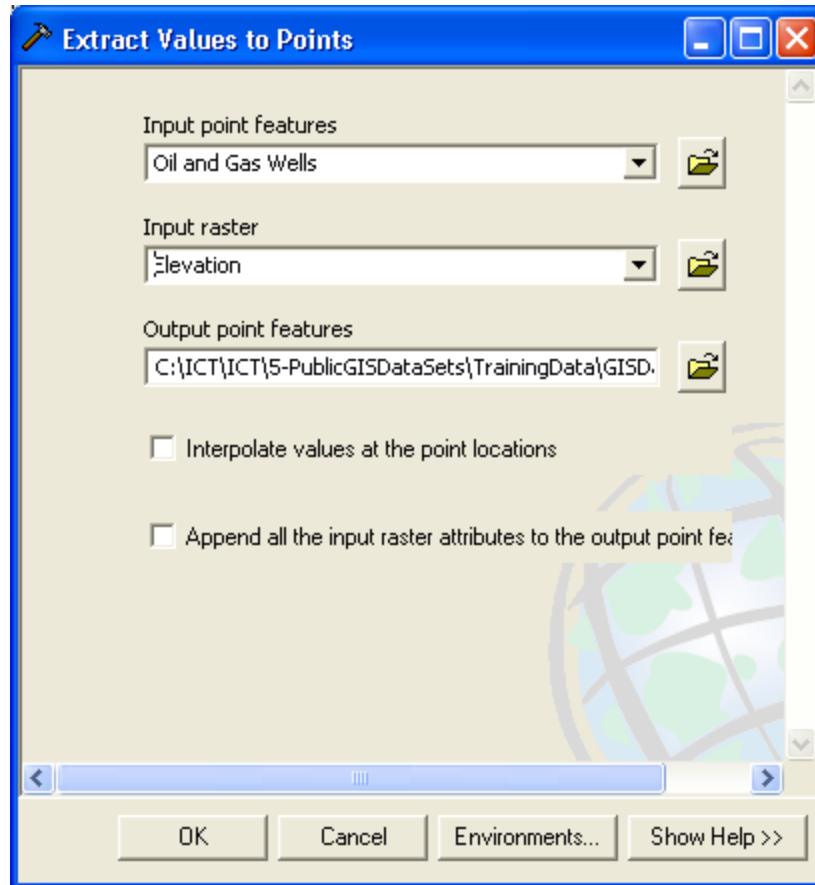 Extract Values to Points
Input point features
Oil and Gas Wells
Input raster
Elevation
Output point features
C:\ICT\ICT\5-PublicGISDataSets\TrainingData\GISD
Interpolate values at the point locations
Append all the input raster attributes to the output point fea
OK
Cancel
Environments...
Show Help >>